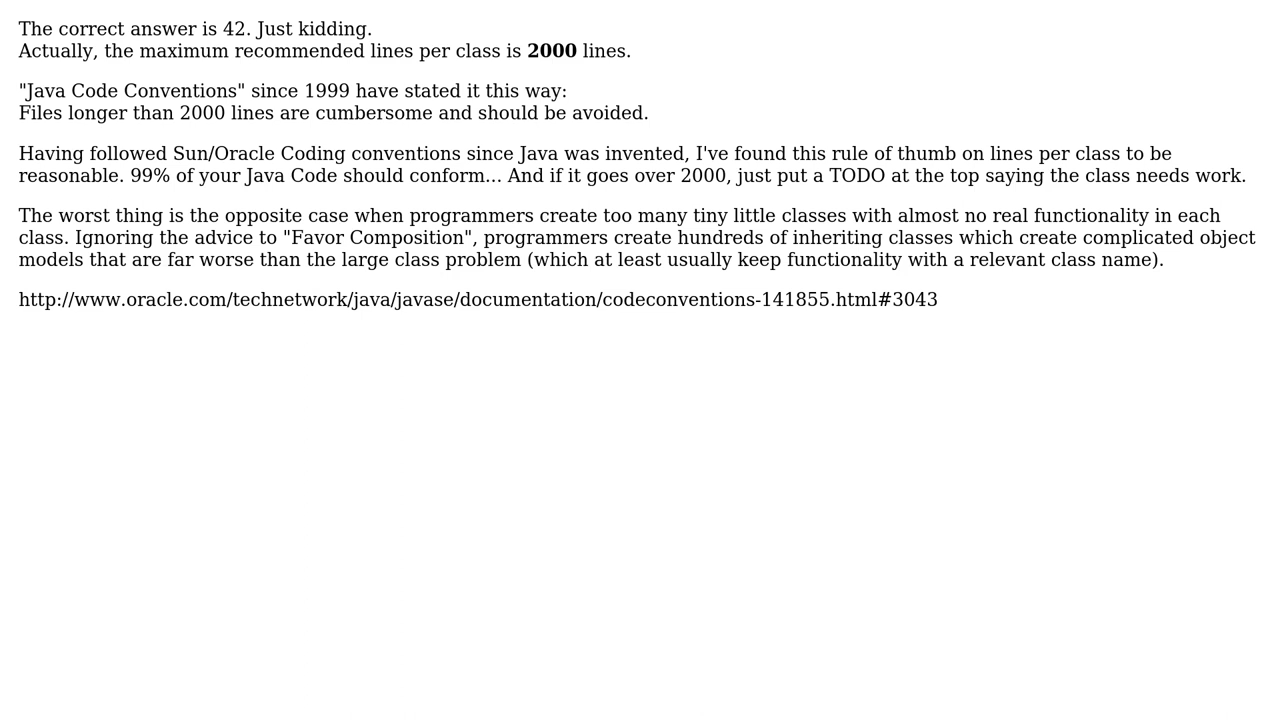 The correct answer is 42. Just kidding.
Actually, the maximum recommended lines per class is 2000 lines.
"Java Code Conventions" since 1999 have stated it this way:
Files longer than 2000 lines are cumbersome and should be avoided.
Having followed Sun/Oracle Coding conventions since Java was invented, I've found this rule of thumb on lines per class to be
reasonable. 99% of your Java Code should conform... And if it goes over 2000, just put a TODO at the top saying the class needs work.
The worst thing is the opposite case when programmers create too many tiny little classes with almost no real functionality in each
class. Ignoring the advice to "Favor Composition", programmers create hundreds of inheriting classes which create complicated object
models that are far worse than the large class problem (which at least usually keep functionality with a relevant class name).
http://www.oracle.com/technetwork/java/javase/documentation/codeconventions-141855.html#3043